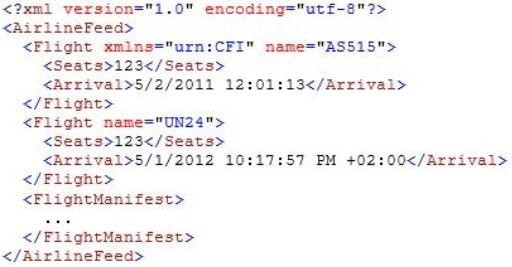 <?xml version="1.0" encoding="utf-8"?>
<AirlineFeed>
  <Flight xmlns="urn:CFI" name="AS515">
    <Seats>123</Seats>
    <Arrival>5/2/2011 12:01:13</Arrival>
  </Flight>
  <Flight name="UN24">
    <Seats>123</Seats>
    <Arrival>5/1/2012 10:17:57 PM +02:00</Arrival>
  </Flight>
  <FlightManifest>
    ...
  </FlightManifest>
</AirlineFeed>